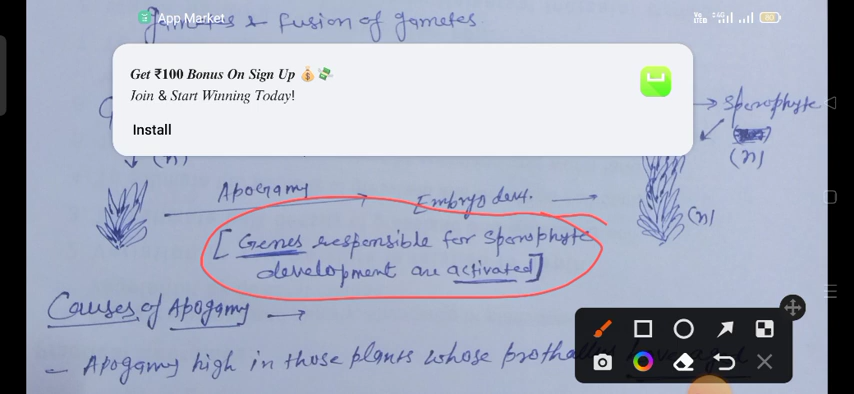 App Market
gametes & fusion of gametes.
Get ₹100 Bonus On Sign Up 💰💸
Join & Start Winning Today!
Install
→ Sporophyte
(n)
(n)
Apogamy
Embryo devt.
(n)
[Genes responsible for Sporophyte
development are activated]
Causes of Apogamy →
– Apogamy high in those plants whose